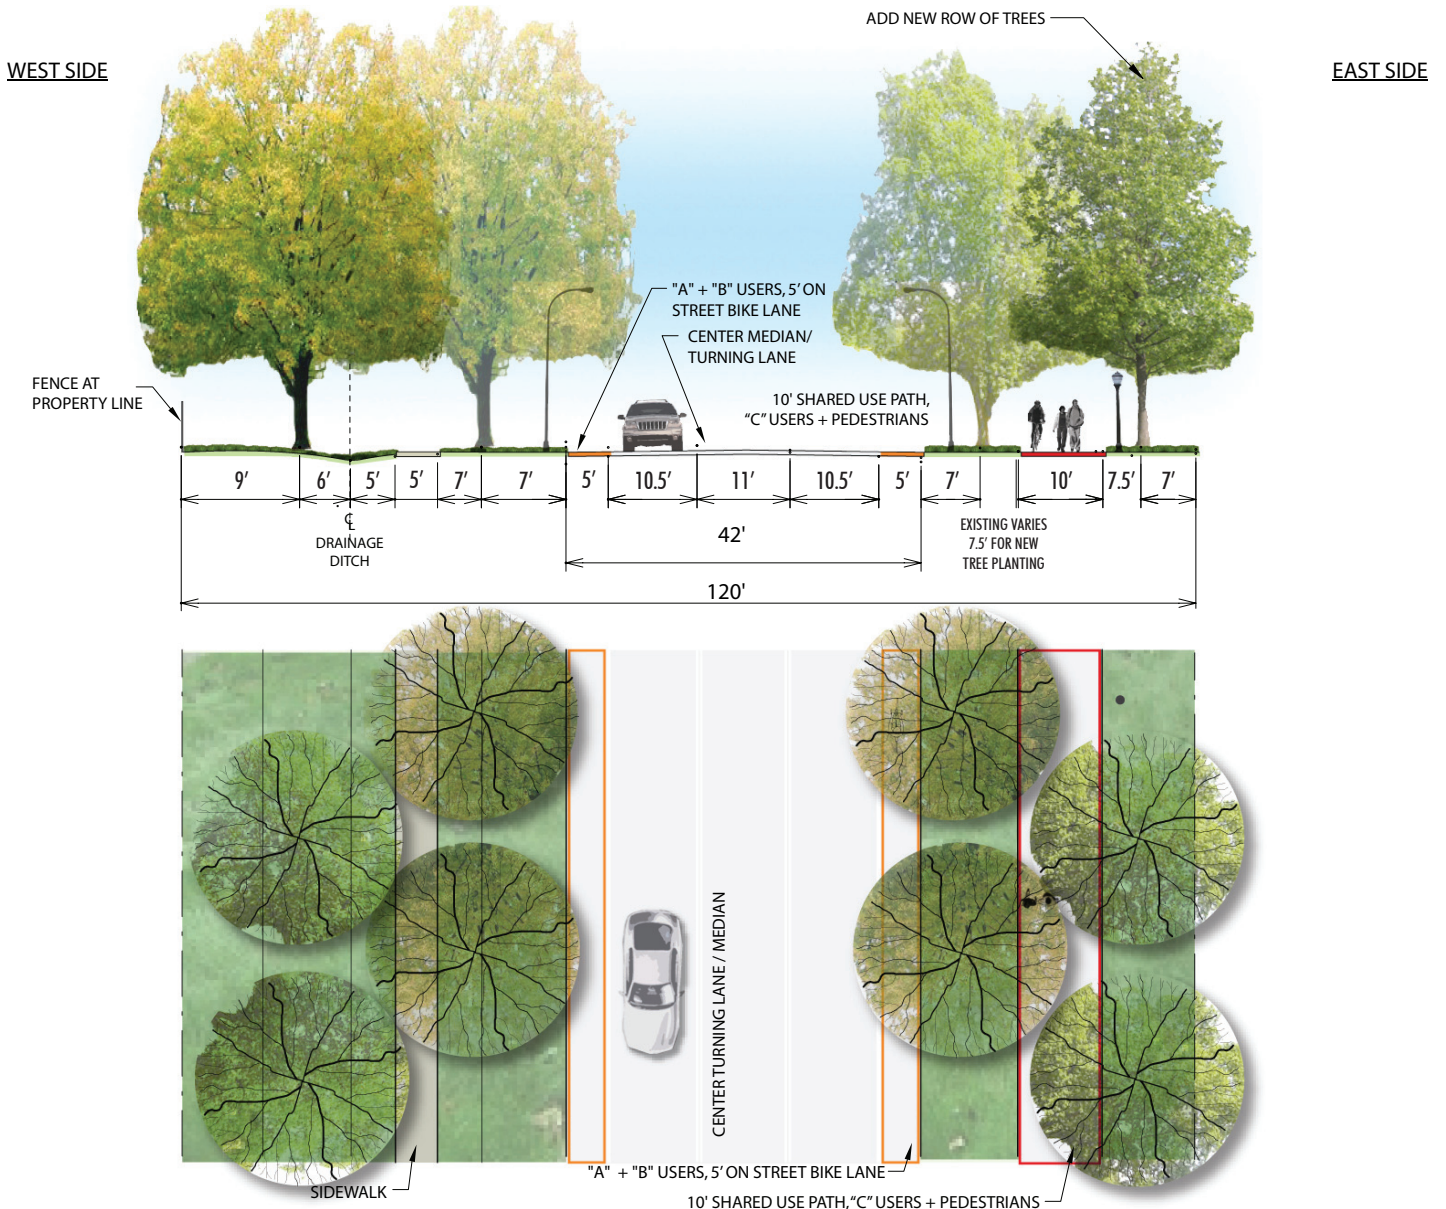 ADD NEW ROW OF TREES
WEST SIDE
EAST SIDE
"A" + "B" USERS, 5' ON
STREET BIKE LANE
CENTER MEDIAN/
TURNING LANE
FENCE AT
PROPERTY LINE
10' SHARED USE PATH,
“C” USERS + PEDESTRIANS
9' 6' 5' 5' 7' 7' 5' 10.5' 11' 10.5' 5' 7' 10' 7.5' 7'
℄
DRAINAGE
DITCH
42'
EXISTING VARIES
7.5' FOR NEW
TREE PLANTING
120'
CENTER TURNING LANE / MEDIAN
"A" + "B" USERS, 5' ON STREET BIKE LANE
SIDEWALK
10' SHARED USE PATH, “C” USERS + PEDESTRIANS